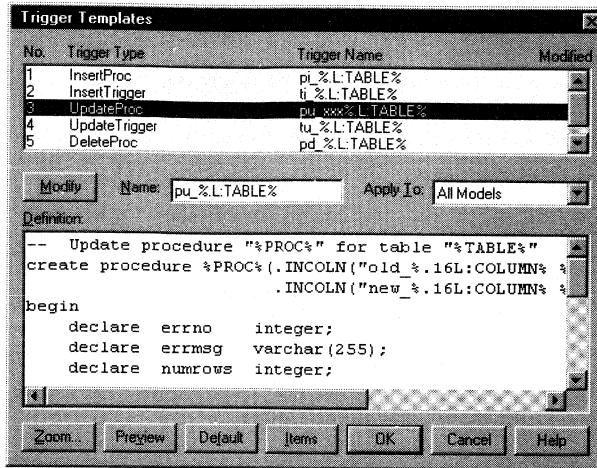 Trigger Templates
No. Trigger Type Trigger Name Modified
1 InsertProc pi_%.L:TABLE%
2 InsertTrigger ti_%.L:TABLE%
3 UpdateProc pu_xxx%.L:TABLE%
4 UpdateTrigger tu_%.L:TABLE%
5 DeleteProc pd_%.L:TABLE%
Modify Name: pu_%.L:TABLE% Apply To: All Models
Definition:
-- Update procedure "%PROC%" for table "%TABLE%"
create procedure %PROC%(.INCOLN("old_%.16L:COLUMN% %
.INCOLN("new_%.16L:COLUMN% %
begin
declare errno integer;
declare errmsg varchar(255);
declare numrows integer;
Zoom... Preview Default Items OK Cancel Help